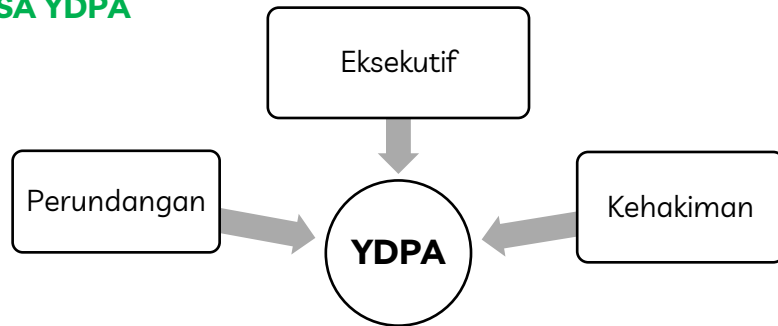 SA YDPA
Eksekutif
Perundangan
Kehakiman
YDPA